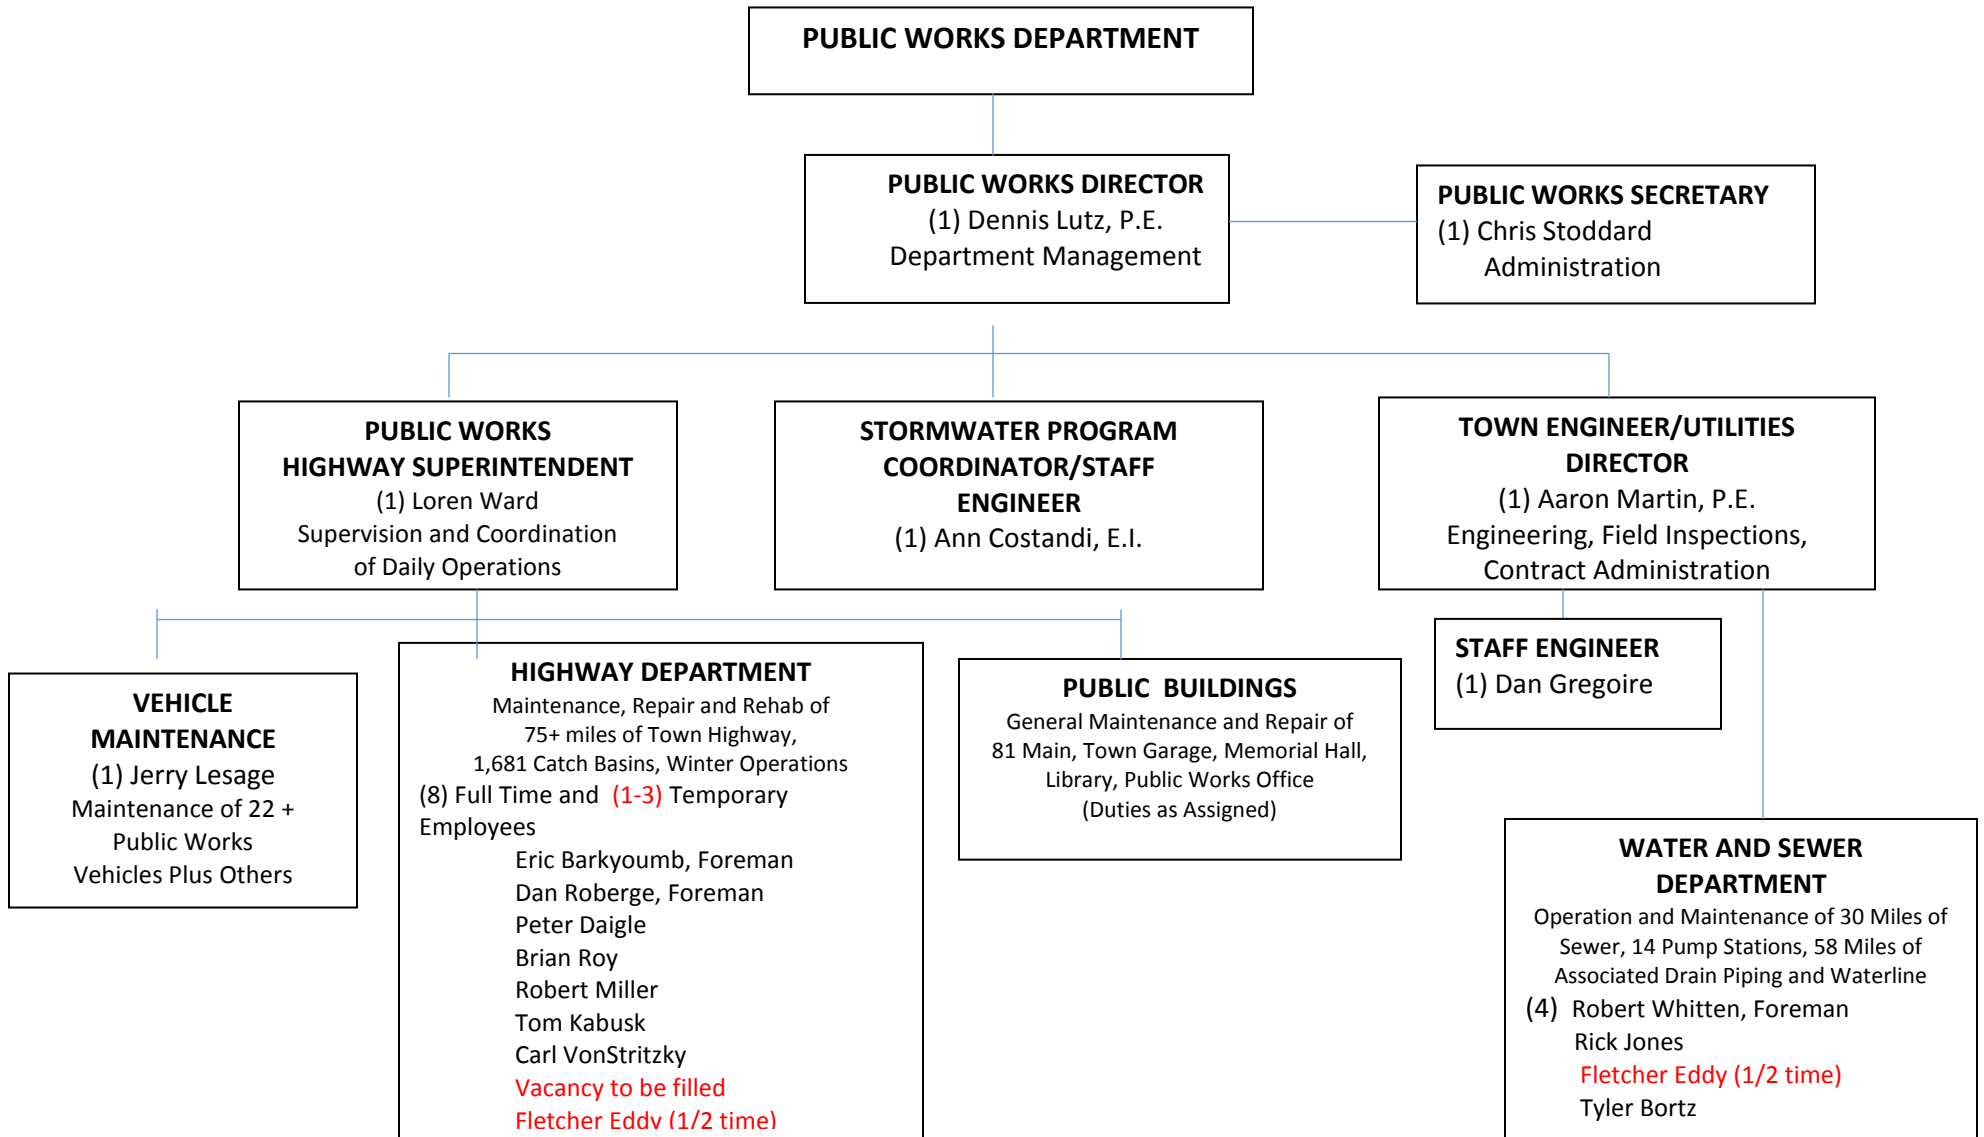 PUBLIC WORKS DEPARTMENT
PUBLIC WORKS DIRECTOR
(1) Dennis Lutz, P.E.
Department Management
PUBLIC WORKS SECRETARY
(1) Chris Stoddard
Administration
PUBLIC WORKS
HIGHWAY SUPERINTENDENT
(1) Loren Ward
Supervision and Coordination
of Daily Operations
STORMWATER PROGRAM
COORDINATOR/STAFF
ENGINEER
(1) Ann Costandi, E.I.
TOWN ENGINEER/UTILITIES
DIRECTOR
(1) Aaron Martin, P.E.
Engineering, Field Inspections,
Contract Administration
STAFF ENGINEER
(1) Dan Gregoire
VEHICLE
MAINTENANCE
(1) Jerry Lesage
Maintenance of 22 +
Public Works
Vehicles Plus Others
HIGHWAY DEPARTMENT
Maintenance, Repair and Rehab of
75+ miles of Town Highway,
1,681 Catch Basins, Winter Operations
(8) Full Time and (1-3) Temporary
Employees
Eric Barkyoumb, Foreman
Dan Roberge, Foreman
Peter Daigle
Brian Roy
Robert Miller
Tom Kabusk
Carl VonStritzky
Vacancy to be filled
Fletcher Eddy (1/2 time)
PUBLIC BUILDINGS
General Maintenance and Repair of
81 Main, Town Garage, Memorial Hall,
Library, Public Works Office
(Duties as Assigned)
WATER AND SEWER
DEPARTMENT
Operation and Maintenance of 30 Miles of
Sewer, 14 Pump Stations, 58 Miles of
Associated Drain Piping and Waterline
(4) Robert Whitten, Foreman
Rick Jones
Fletcher Eddy (1/2 time)
Tyler Bortz